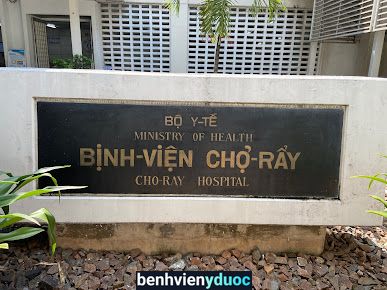 BỘ Y-TẾ
MINISTRY OF HEALTH
BỊNH-VIỆN CHỢ-RẨY
CHO-RAY HOSPITAL
benhvienyduoc